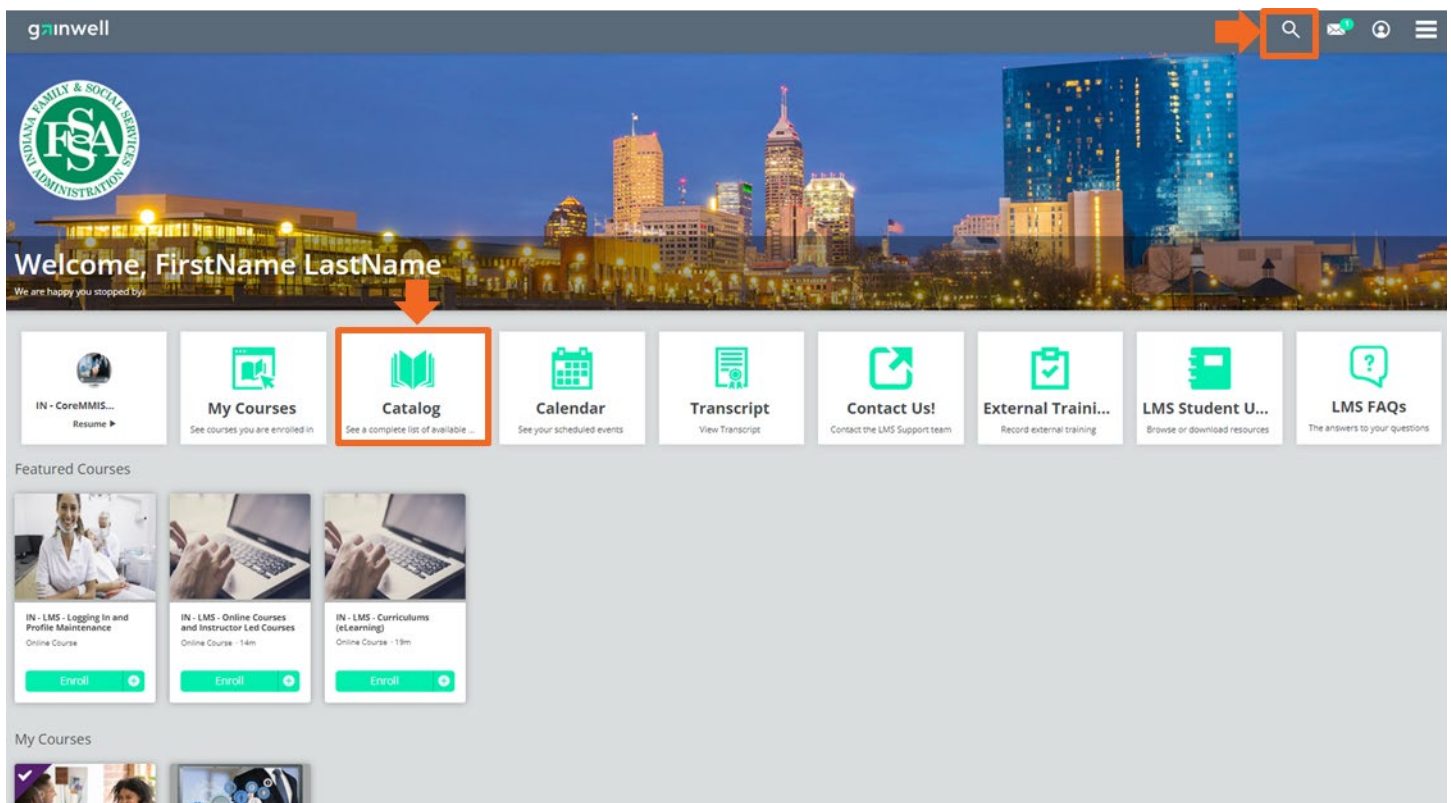 gainwell
1
INDIANA FAMILY & SOCIAL SERVICES ADMINISTRATION
FSSA
Welcome, FirstName LastName
We are happy you stopped by.
IN - CoreMMIS...
Resume
My Courses
See courses you are enrolled in
Catalog
See a complete list of available ...
Calendar
See your scheduled events
Transcript
View Transcript
Contact Us!
Contact the LMS Support team
External Traini...
Record external training
LMS Student U...
Browse or download resources
?
LMS FAQs
The answers to your questions
Featured Courses
IN - LMS - Logging In and
Profile Maintenance
Online Course
Enroll
IN - LMS - Online Courses
and Instructor Led Courses
Online Course · 14m
Enroll
IN - LMS - Curriculums
(eLearning)
Online Course · 19m
Enroll
My Courses